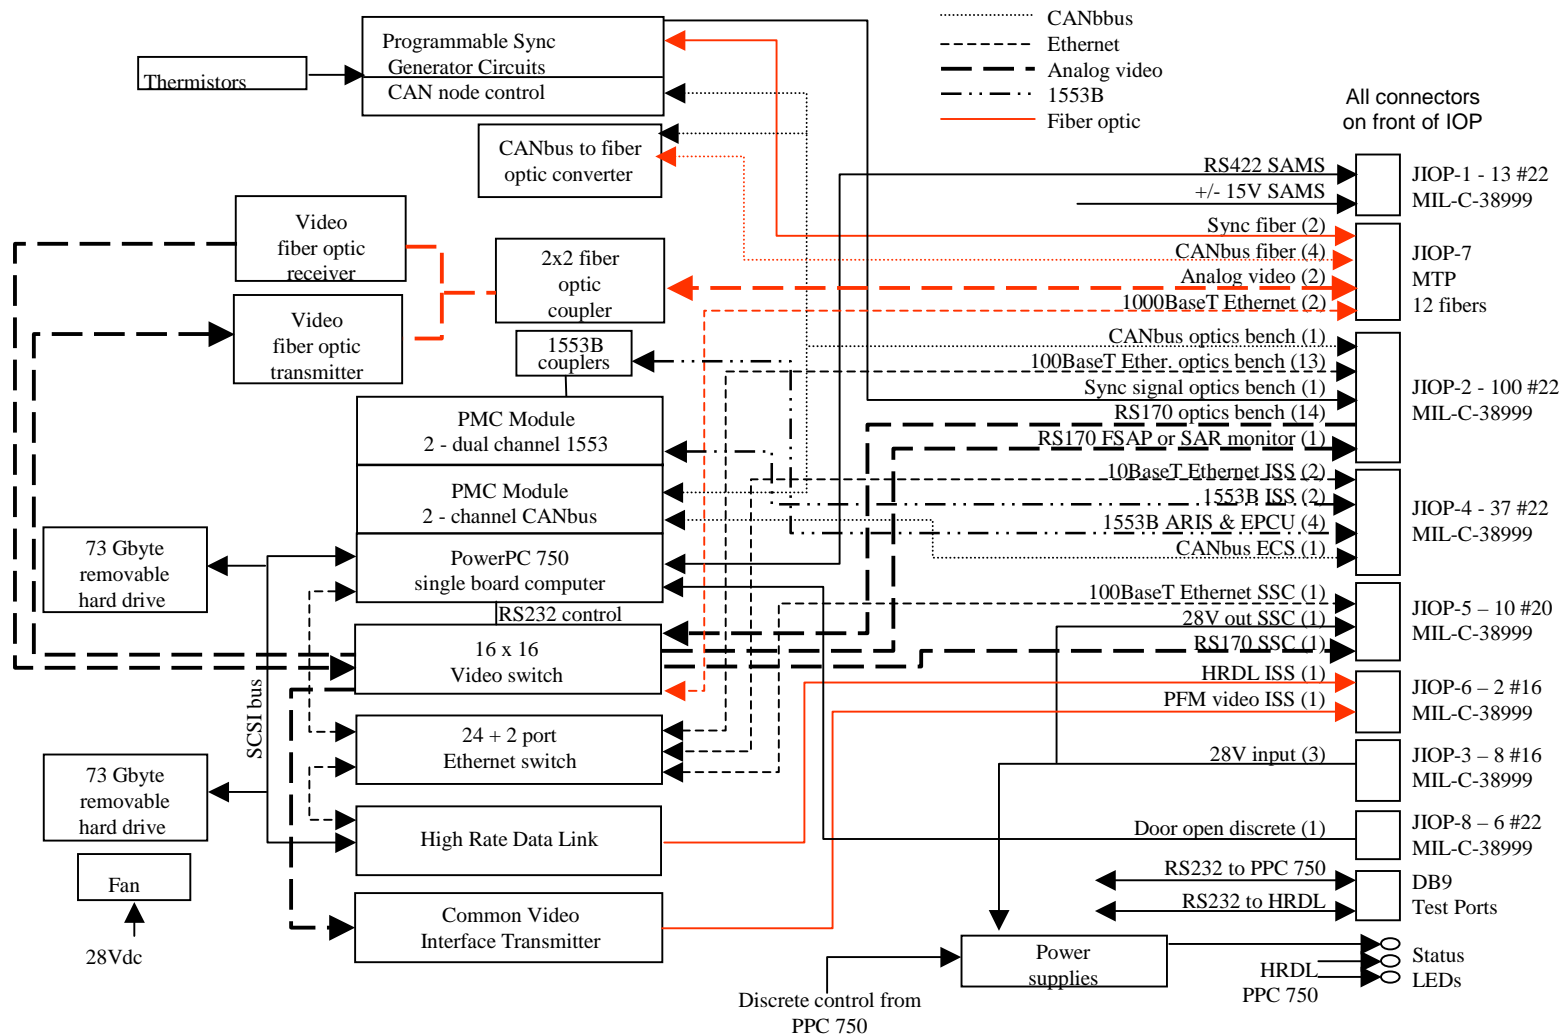 CANbbus
Ethernet
Analog video
1553B
Fiber optic
All connectors
on front of IOP
Programmable Sync
Generator Circuits
CAN node control
Thermistors
CANbus to fiber
optic converter
Video
fiber optic
receiver
2x2 fiber
optic
coupler
Video
fiber optic
transmitter
1553B
couplers
PMC Module
2 - dual channel 1553
PMC Module
2 - channel CANbus
PowerPC 750
single board computer
RS232 control
16 x 16
Video switch
24 + 2 port
Ethernet switch
High Rate Data Link
Common Video
Interface Transmitter
73 Gbyte
removable
hard drive
SCSI bus
73 Gbyte
removable
hard drive
Fan
28Vdc
RS422 SAMS
+/- 15V SAMS
Sync fiber (2)
CANbus fiber (4)
Analog video (2)
1000BaseT Ethernet (2)
CANbus optics bench (1)
100BaseT Ether. optics bench (13)
Sync signal optics bench (1)
RS170 optics bench (14)
RS170 FSAP or SAR monitor (1)
10BaseT Ethernet ISS (2)
1553B ISS (2)
1553B ARIS & EPCU (4)
CANbus ECS (1)
100BaseT Ethernet SSC (1)
28V out SSC (1)
RS170 SSC (1)
HRDL ISS (1)
PFM video ISS (1)
28V input (3)
Door open discrete (1)
RS232 to PPC 750
RS232 to HRDL
JIOP-1 - 13 #22
MIL-C-38999
JIOP-7
MTP
12 fibers
JIOP-2 - 100 #22
MIL-C-38999
JIOP-4 - 37 #22
MIL-C-38999
JIOP-5 – 10 #20
MIL-C-38999
JIOP-6 – 2 #16
MIL-C-38999
JIOP-3 – 8 #16
MIL-C-38999
JIOP-8 – 6 #22
MIL-C-38999
DB9
Test Ports
Power
supplies
Status
LEDs
HRDL
PPC 750
Discrete control from
PPC 750